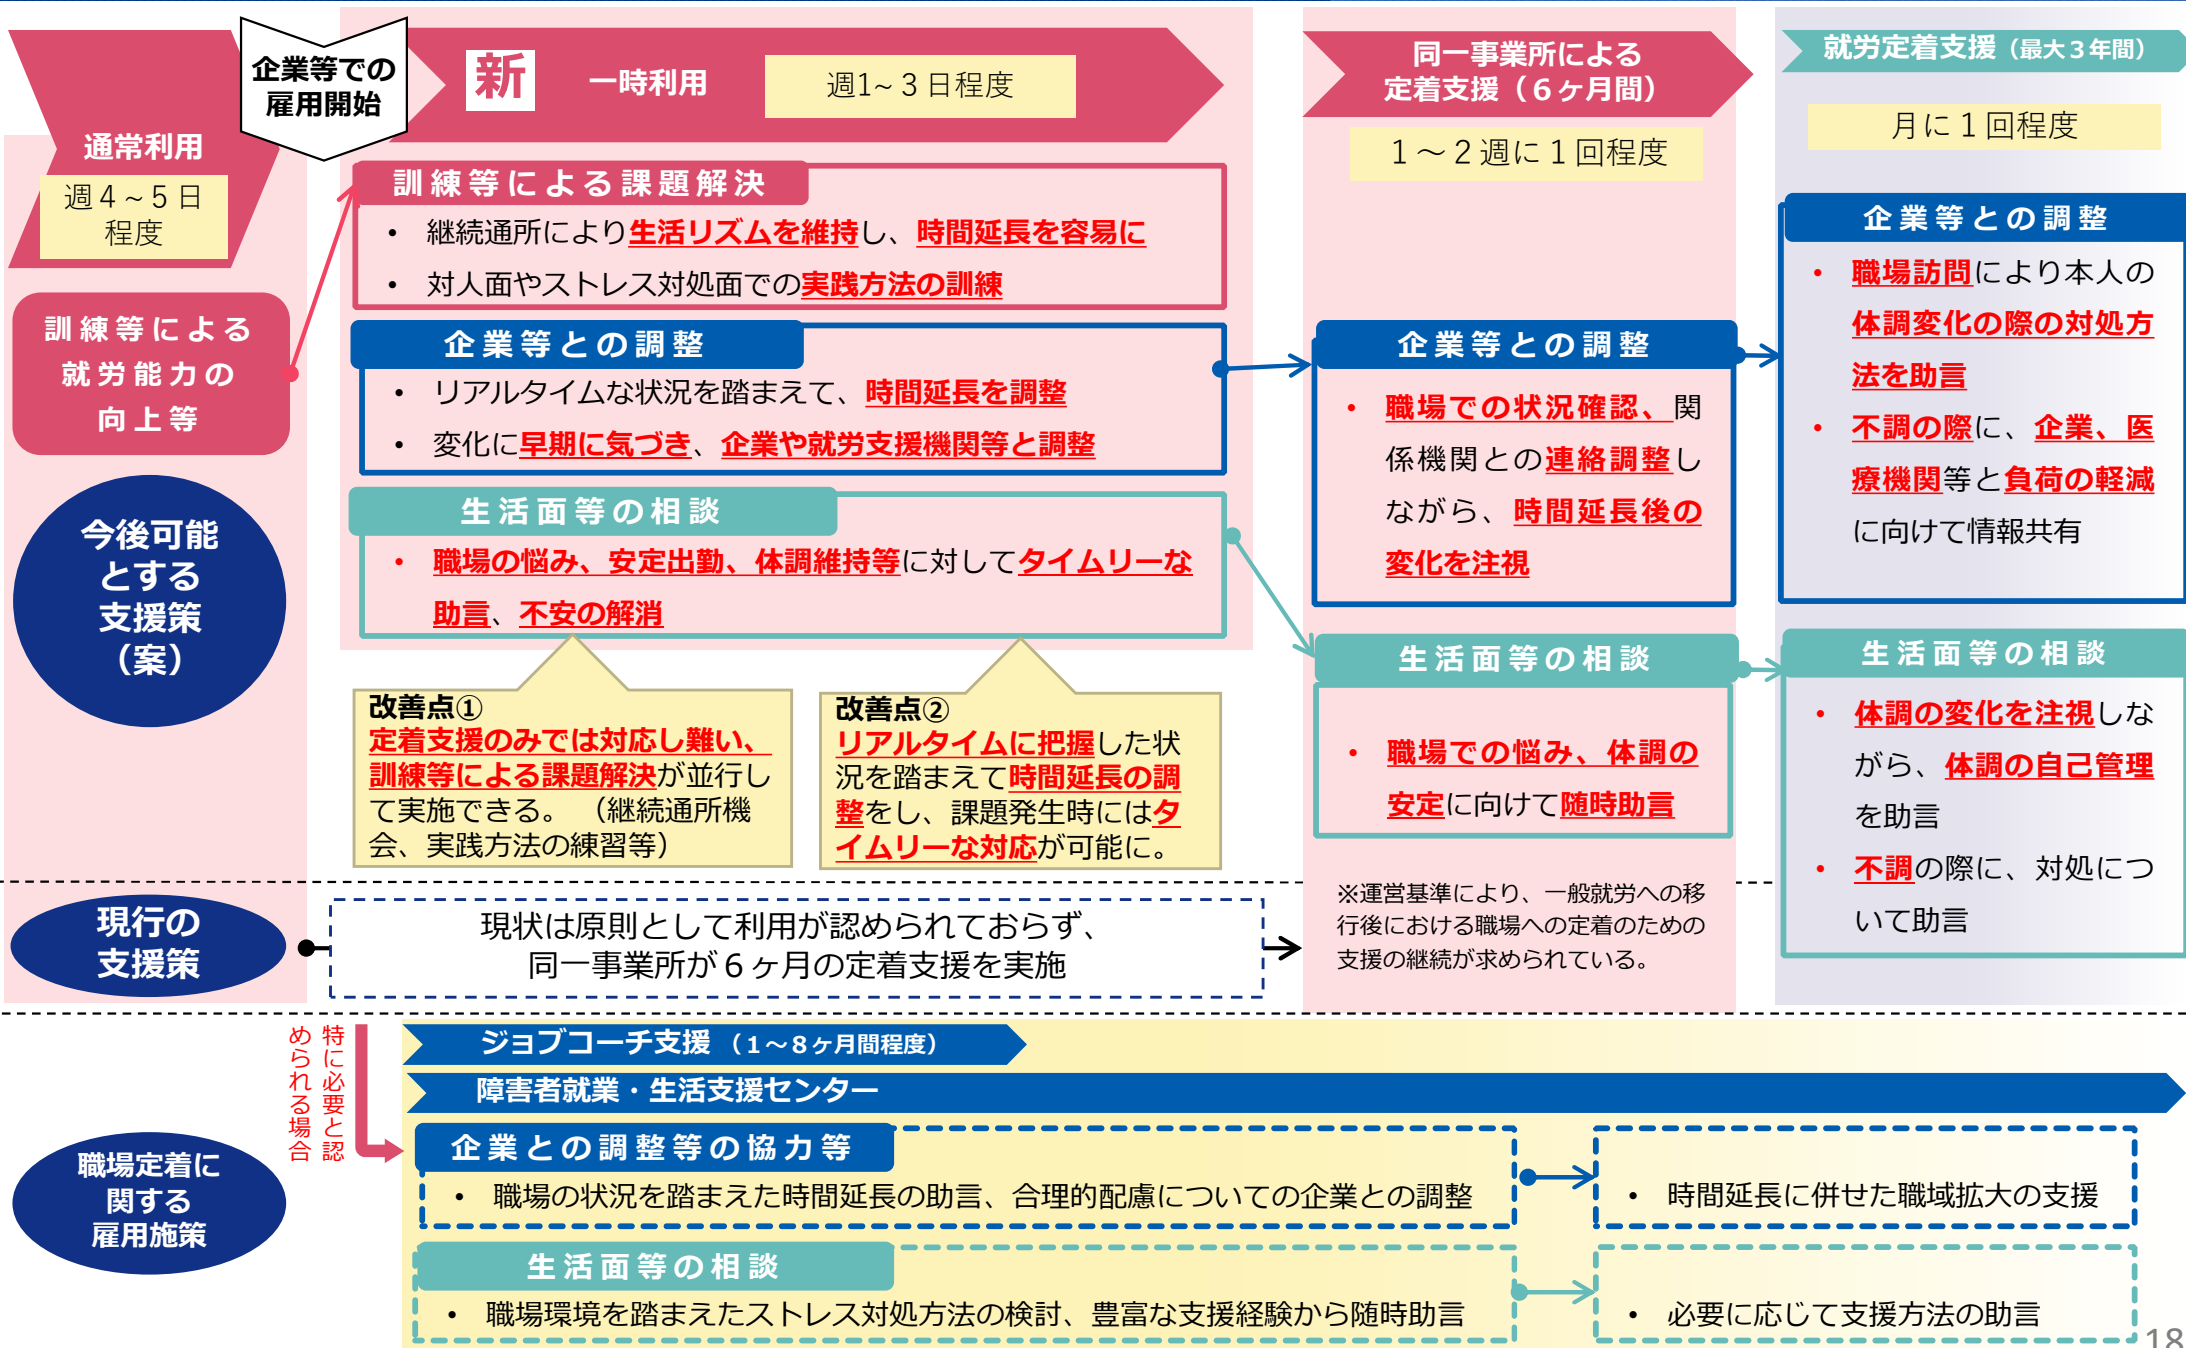 通常利用
週４～５日
程度
企業等での
雇用開始
新
一時利用
週1~３日程度
同一事業所による
定着支援（６ヶ月間）
１～２週に１回程度
就労定着支援（最大３年間）
月に１回程度
訓練等による
就労能力の
向上等
訓練等による課題解決
• 継続通所により生活リズムを維持し、時間延長を容易に
• 対人面やストレス対処面での実践方法の訓練
企業等との調整
• リアルタイムな状況を踏まえて、時間延長を調整
• 変化に早期に気づき、企業や就労支援機関等と調整
生活面等の相談
• 職場の悩み、安定出勤、体調維持等に対してタイムリーな
助言、不安の解消
企業等との調整
• 職場での状況確認、関
係機関との連絡調整し
ながら、時間延長後の
変化を注視
生活面等の相談
• 職場での悩み、体調の
安定に向けて随時助言
企業等との調整
• 職場訪問により本人の
体調変化の際の対処方
法を助言
• 不調の際に、企業、医
療機関等と負荷の軽減
に向けて情報共有
生活面等の相談
• 体調の変化を注視しな
がら、体調の自己管理
を助言
• 不調の際に、対処につ
いて助言
今後可能
とする
支援策
（案）
改善点①
定着支援のみでは対応し難い、
訓練等による課題解決が並行し
て実施できる。（継続通所機
会、実践方法の練習等）
改善点②
リアルタイムに把握した状
況を踏まえて時間延長の調
整をし、課題発生時にはタ
イムリーな対応が可能に。
現行の
支援策
現状は原則として利用が認められておらず、
同一事業所が６ヶ月の定着支援を実施
※運営基準により、一般就労への移
行後における職場への定着のための
支援の継続が求められている。
特に必要と認
められる場合
職場定着に
関する
雇用施策
ジョブコーチ支援（１～８ヶ月間程度）
障害者就業・生活支援センター
企業との調整等の協力等
• 職場の状況を踏まえた時間延長の助言、合理的配慮についての企業との調整
• 時間延長に併せた職域拡大の支援
生活面等の相談
• 職場環境を踏まえたストレス対処方法の検討、豊富な支援経験から随時助言
• 必要に応じて支援方法の助言
18